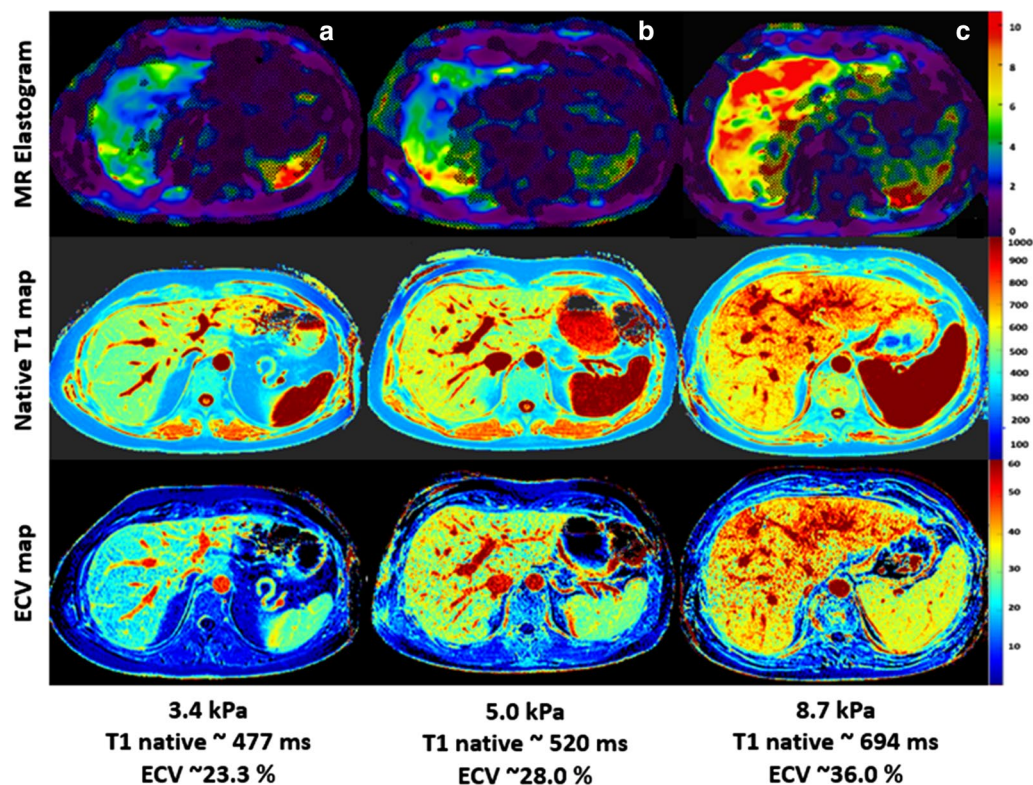 a b c
MR Elastogram
10
8
6
4
2
0
Native T1 map
1000
900
800
700
600
500
400
300
200
100
ECV map
60
50
40
30
20
10
3.4 kPa
T1 native ~ 477 ms
ECV ~23.3 %
5.0 kPa
T1 native ~ 520 ms
ECV ~28.0 %
8.7 kPa
T1 native ~ 694 ms
ECV ~36.0 %